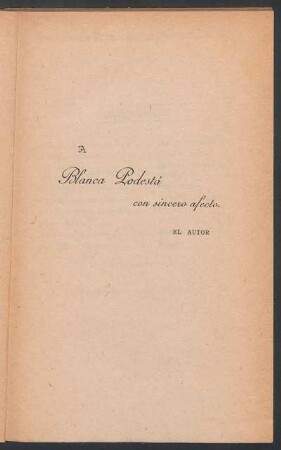 A
Blanca Podestá
con sincero afecto.
EL AUTOR